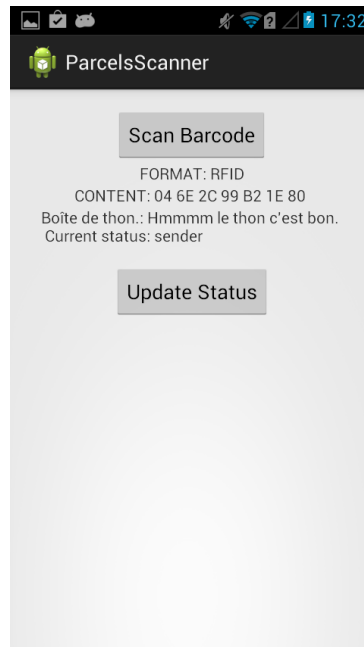 17:32
ParcelsScanner
Scan Barcode
FORMAT: RFID
CONTENT: 04 6E 2C 99 B2 1E 80
Boîte de thon.: Hmmmm le thon c'est bon.
Current status: sender
Update Status